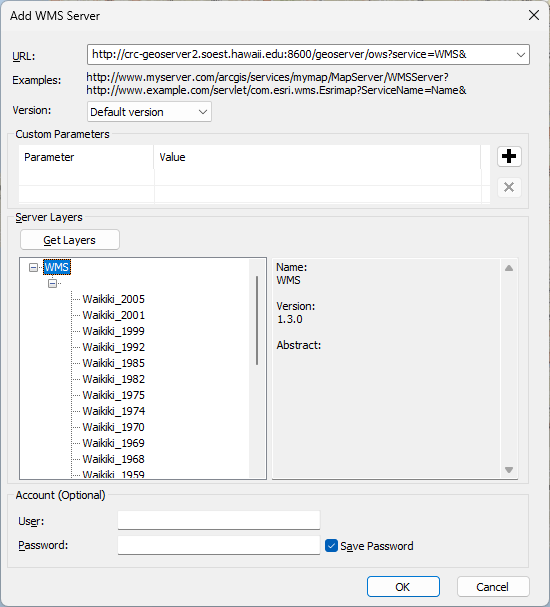 Add WMS Server
URL: http://crc-geoserver2.soest.hawaii.edu:8600/geoserver/ows?service=WMS&
Examples: http://www.myserver.com/arcgis/services/mymap/MapServer/WMSServer?
http://www.example.com/servlet/com.esri.wms.Esrimap?ServiceName=Name&
Version: Default version
Custom Parameters
Parameter Value
Server Layers
Get Layers
WMS
Waikiki_2005
Waikiki_2001
Waikiki_1999
Waikiki_1992
Waikiki_1985
Waikiki_1982
Waikiki_1975
Waikiki_1974
Waikiki_1970
Waikiki_1969
Waikiki_1968
Waikiki_1959
Name:
WMS
Version:
1.3.0
Abstract:
Account (Optional)
User:
Password: Save Password
OK Cancel